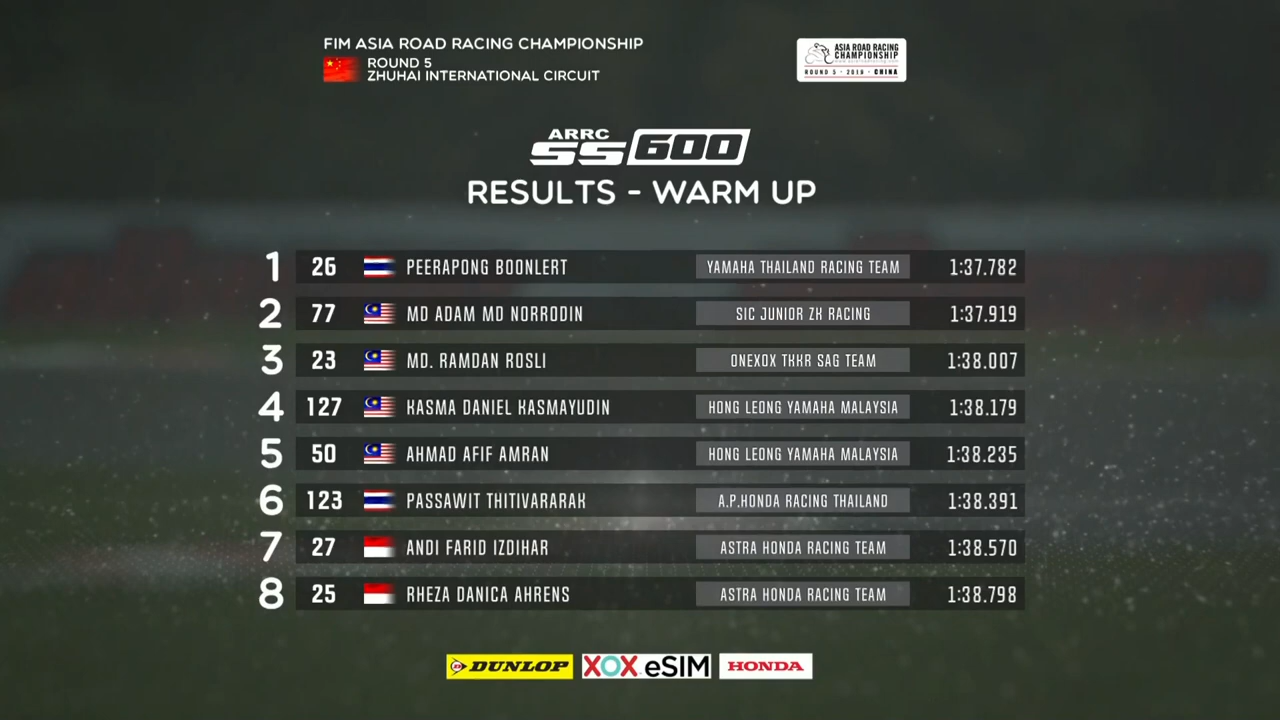 FIM ASIA ROAD RACING CHAMPIONSHIP
ROUND 5
ZHUHAI INTERNATIONAL CIRCUIT
ASIA ROAD RACING
CHAMPIONSHIP
ROUND 5 - 2019 - CHINA
ARRC
SS600
RESULTS - WARM UP
1 26 PEERAPONG BOONLERT YAMAHA THAILAND RACING TEAM 1:37.782
2 77 MD ADAM MD NORRODIN SIC JUNIOR ZK RACING 1:37.919
3 23 MD. RAMDAN ROSLI ONEXOX TKKR SAG TEAM 1:38.007
4 127 KASMA DANIEL KASMAYUDIN HONG LEONG YAMAHA MALAYSIA 1:38.179
5 50 AHMAD AFIF AMRAN HONG LEONG YAMAHA MALAYSIA 1:38.235
6 123 PASSAWIT THITIVARARAK A.P.HONDA RACING THAILAND 1:38.391
7 27 ANDI FARID IZDIHAR ASTRA HONDA RACING TEAM 1:38.570
8 25 RHEZA DANICA AHRENS ASTRA HONDA RACING TEAM 1:38.798
DUNLOP XOX eSIM HONDA